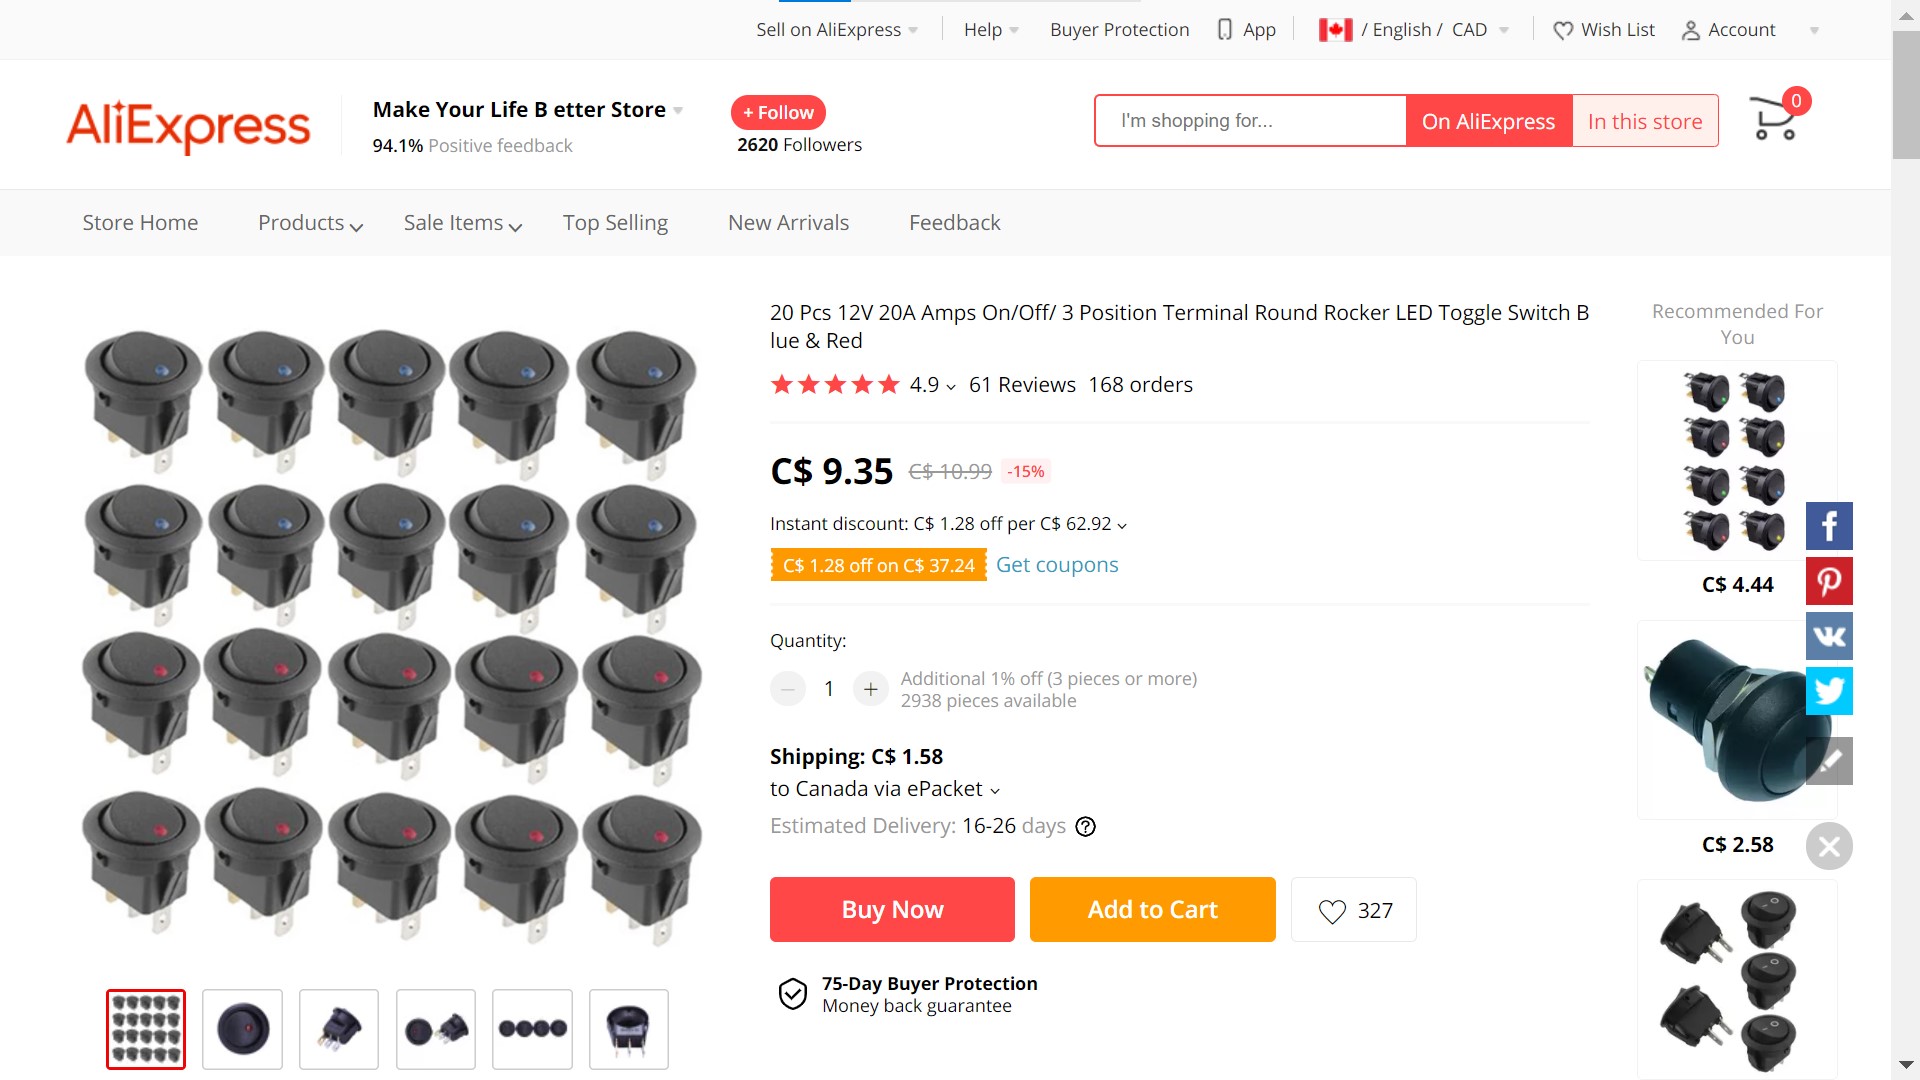 Sell on AliExpress
Help
Buyer Protection
App
/ English / CAD
Wish List
Account
AliExpress
Make Your Life B etter Store
94.1% Positive feedback
+ Follow
2620 Followers
I'm shopping for...
On AliExpress
In this store
0
Store Home
Products
Sale Items
Top Selling
New Arrivals
Feedback
20 Pcs 12V 20A Amps On/Off/ 3 Position Terminal Round Rocker LED Toggle Switch B
lue & Red
4.9
61 Reviews
168 orders
C$ 9.35
C$ 10.99
-15%
Instant discount: C$ 1.28 off per C$ 62.92
C$ 1.28 off on C$ 37.24
Get coupons
Quantity:
1
Additional 1% off (3 pieces or more)
2938 pieces available
Shipping: C$ 1.58
to Canada via ePacket
Estimated Delivery: 16-26 days
Buy Now
Add to Cart
327
75-Day Buyer Protection
Money back guarantee
Recommended For
You
C$ 4.44
C$ 2.58